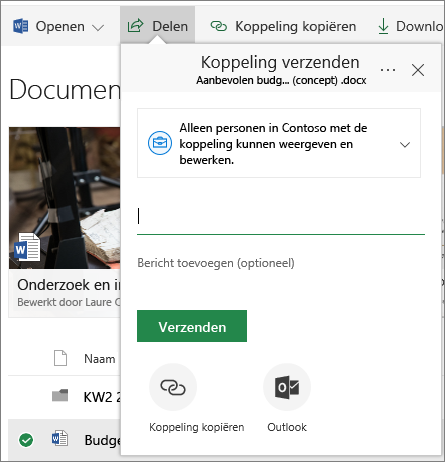 Openen
Delen
Koppeling kopiëren
Downlo
Documen
Koppeling verzenden
Aanbevolen budg... (concept) .docx
Alleen personen in Contoso met de
koppeling kunnen weergeven en
bewerken.
Bericht toevoegen (optioneel)
Onderzoek en in
Bewerkt door Laure C
Verzenden
Naam
KW2 2
Koppeling kopiëren
Outlook
Budge